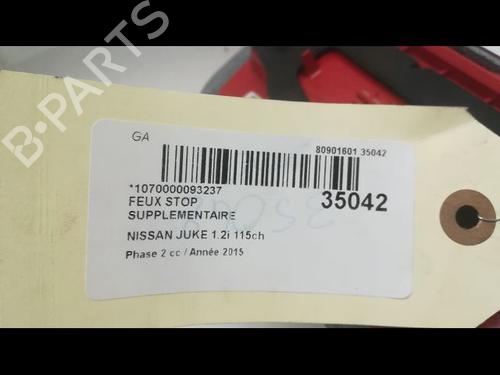 B-PARTS
GA
80901601 35042
*1070000093237
35042
FEUX STOP
SUPPLEMENTAIRE
NISSAN JUKE 1.2i 115ch
Phase 2 cc / Année 2015
35042